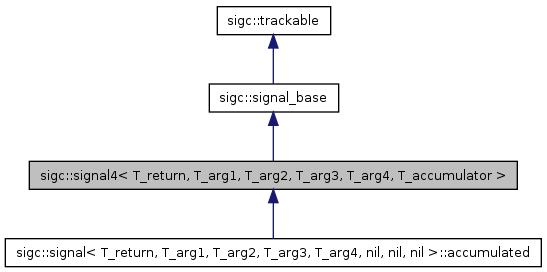 sigc::trackable
sigc::signal_base
sigc::signal4< T_return, T_arg1, T_arg2, T_arg3, T_arg4, T_accumulator >
sigc::signal< T_return, T_arg1, T_arg2, T_arg3, T_arg4, nil, nil, nil >::accumulated